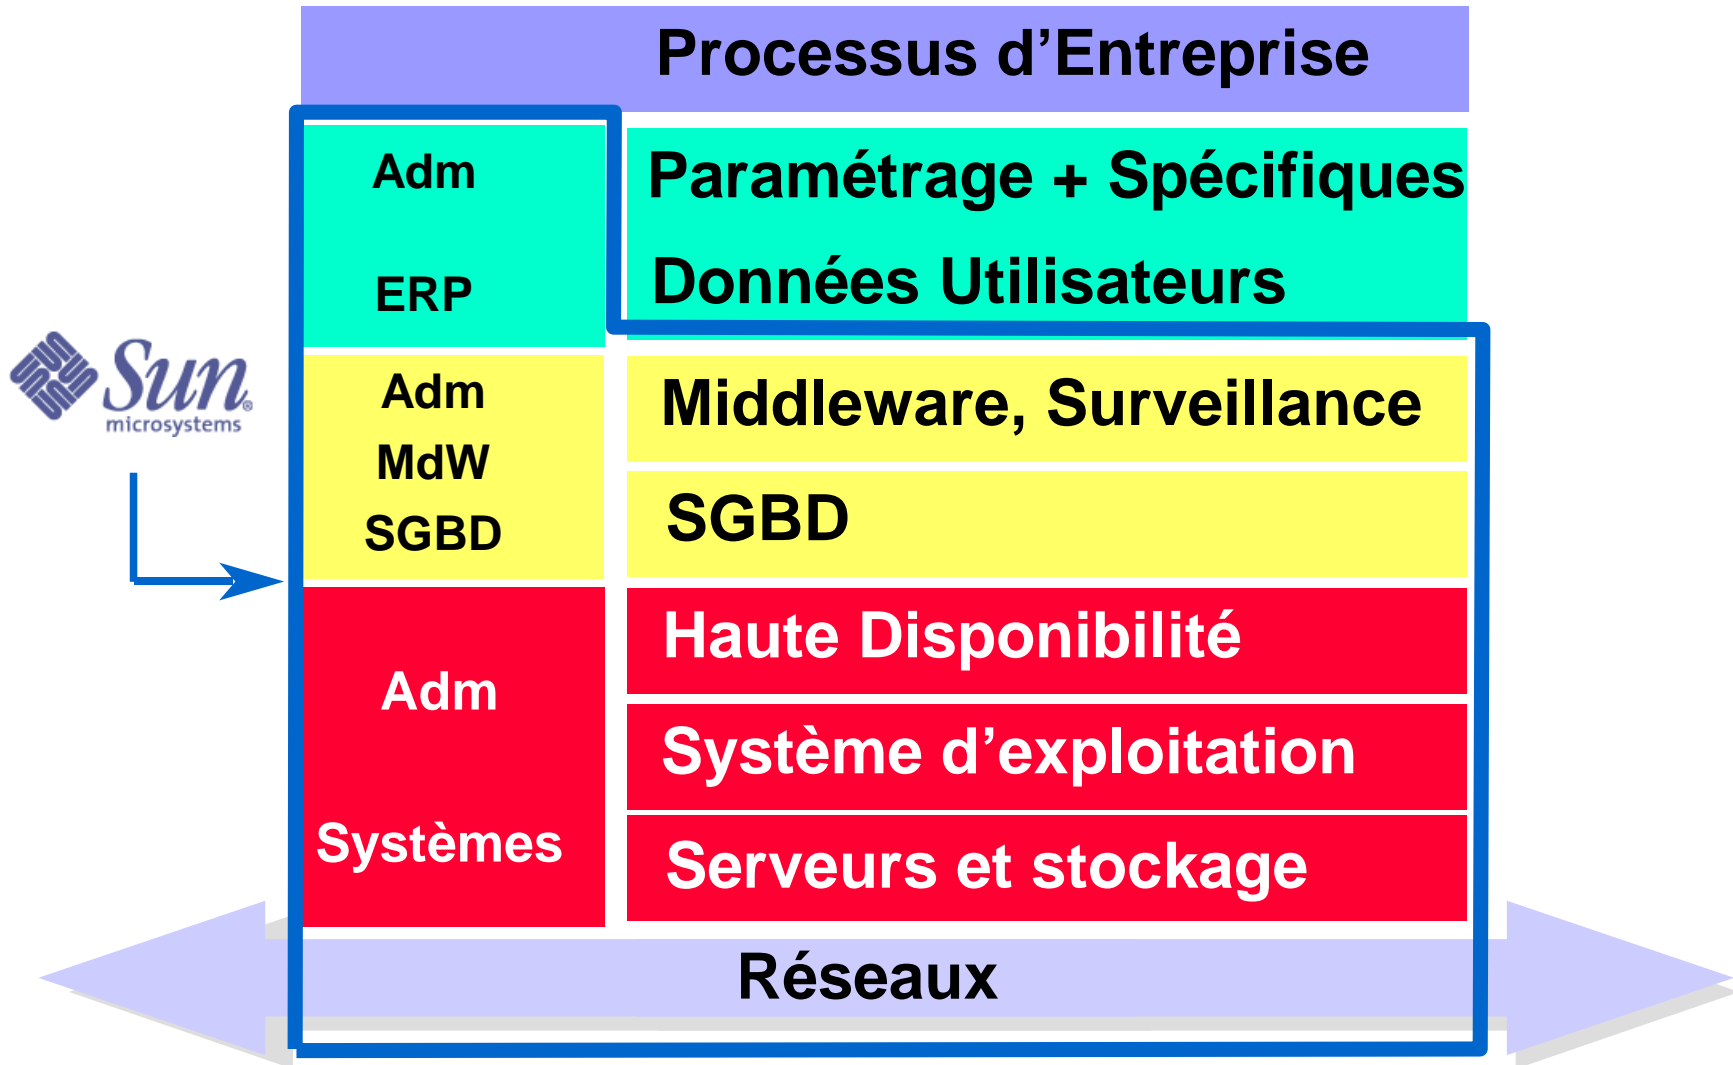 Processus d’Entreprise
Adm
ERP
Paramétrage + Spécifiques
Données Utilisateurs
Sun
microsystems
Adm
MdW
SGBD
Middleware, Surveillance
SGBD
Adm
Systèmes
Haute Disponibilité
Système d’exploitation
Serveurs et stockage
Réseaux